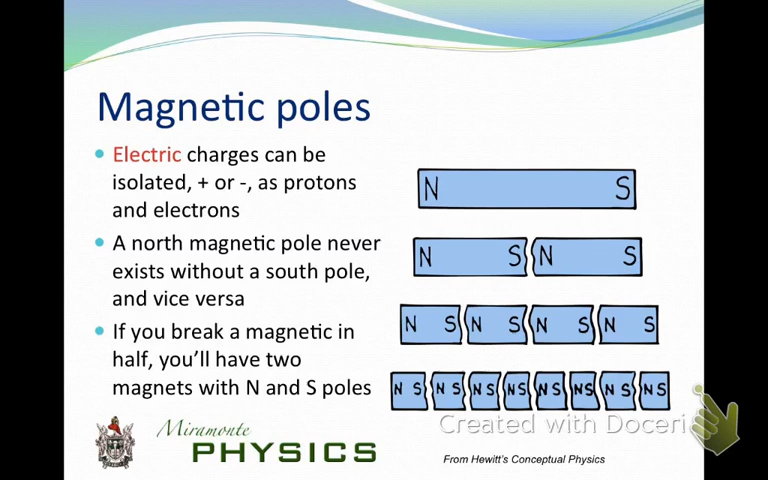 Magnetic poles
Electric charges can be
isolated, + or -, as protons
and electrons
A north magnetic pole never
exists without a south pole,
and vice versa
If you break a magnetic in
half, you'll have two
magnets with N and S poles
N S
N S N S
N S N S N S N S
N S N S N S N S N S N S N S N S
Created with Doceri
Miramonte
PHYSICS
From Hewitt's Conceptual Physics